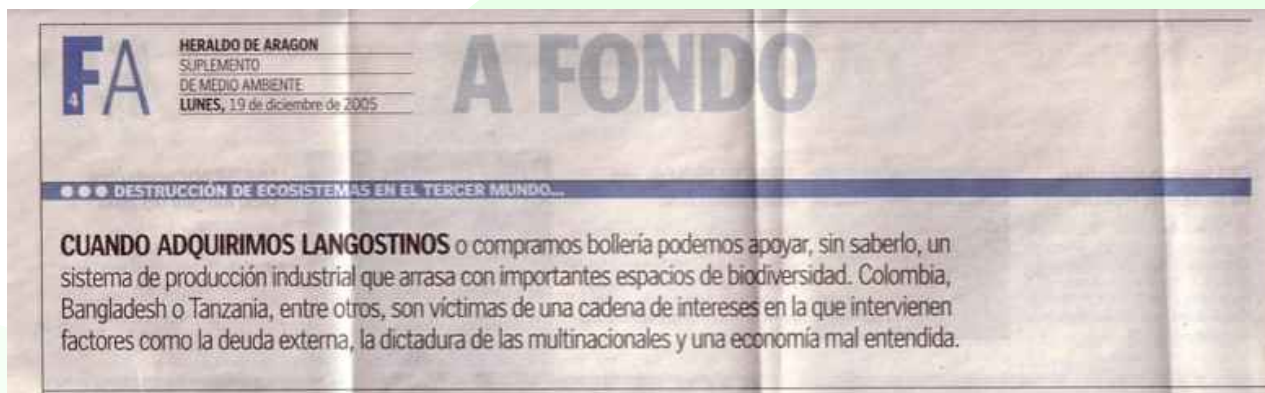 FA
4
HERALDO DE ARAGON
SUPLEMENTO
DE MEDIO AMBIENTE
LUNES, 19 de diciembre de 2005
A FONDO
● ● ● DESTRUCCIÓN DE ECOSISTEMAS EN EL TERCER MUNDO...
CUANDO ADQUIRIMOS LANGOSTINOS o compramos bollería podemos apoyar, sin saberlo, un
sistema de producción industrial que arrasa con importantes espacios de biodiversidad. Colombia,
Bangladesh o Tanzania, entre otros, son víctimas de una cadena de intereses en la que intervienen
factores como la deuda externa, la dictadura de las multinacionales y una economía mal entendida.